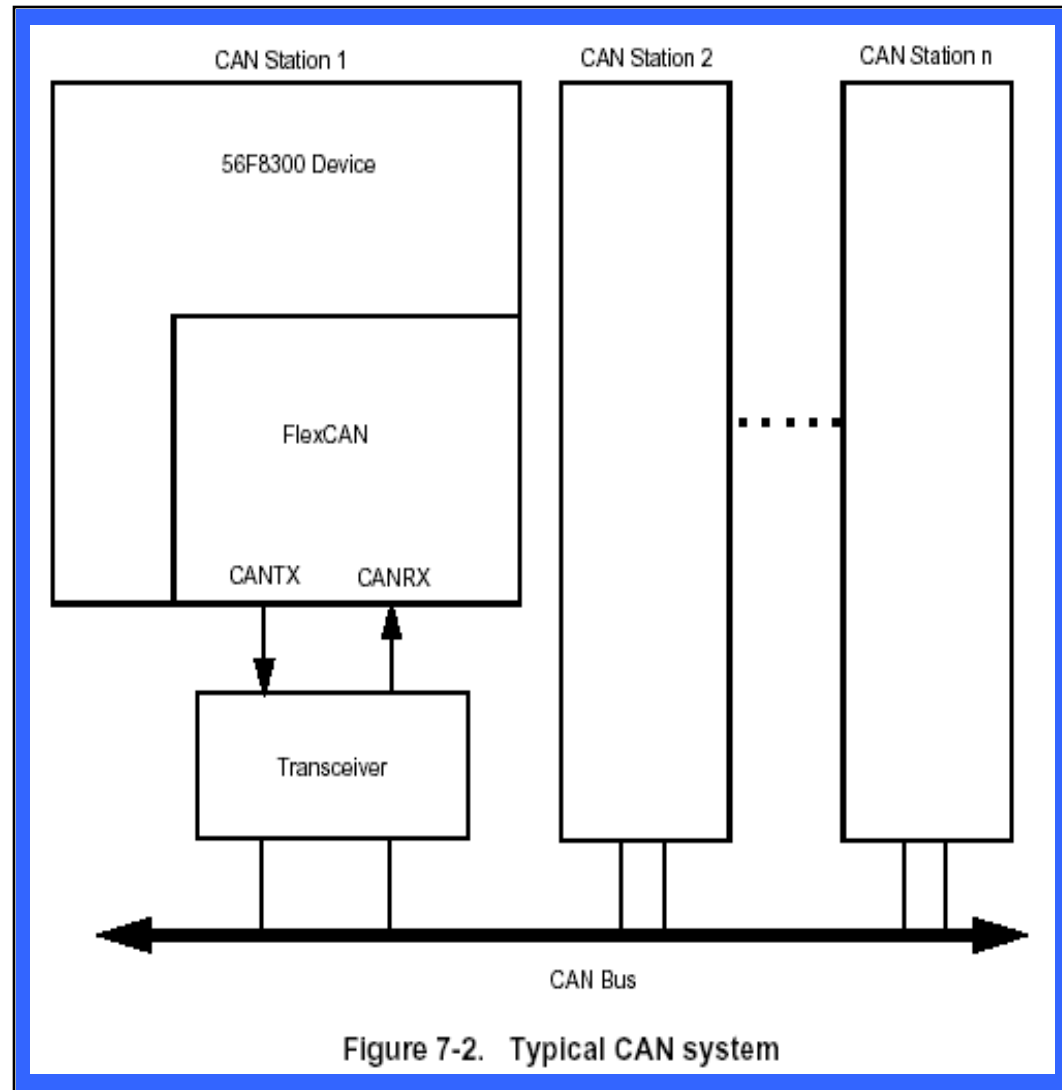 CAN Station 1
CAN Station 2
CAN Station n
56F8300 Device
FlexCAN
CANTX
CANRX
Transceiver
CAN Bus
Figure 7-2. Typical CAN system